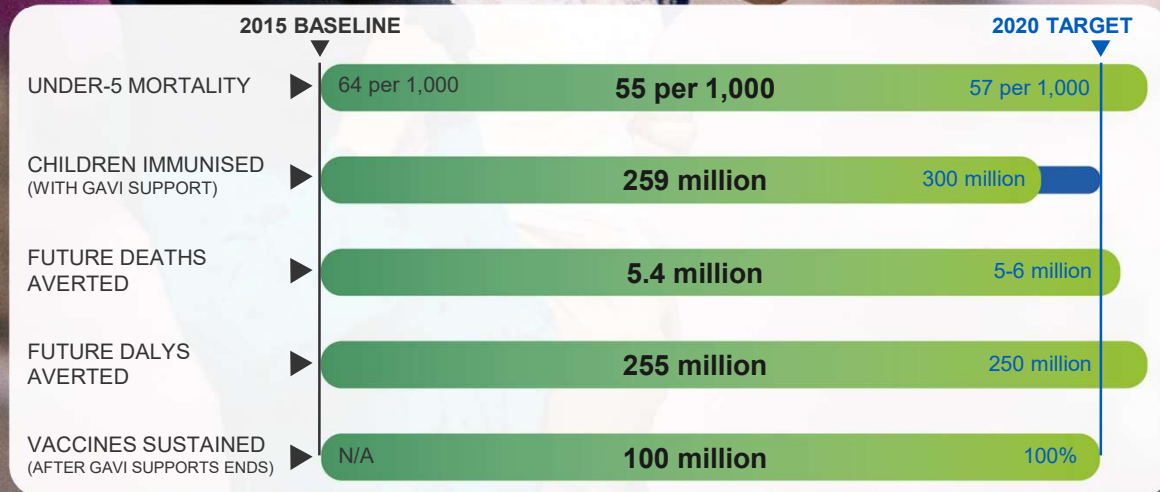 2015 BASELINE 2020 TARGET
UNDER-5 MORTALITY 64 per 1,000 55 per 1,000 57 per 1,000
CHILDREN IMMUNISED
(WITH GAVI SUPPORT) 259 million 300 million
FUTURE DEATHS
AVERTED 5.4 million 5-6 million
FUTURE DALYS
AVERTED 255 million 250 million
VACCINES SUSTAINED
(AFTER GAVI SUPPORTS ENDS) N/A 100 million 100%